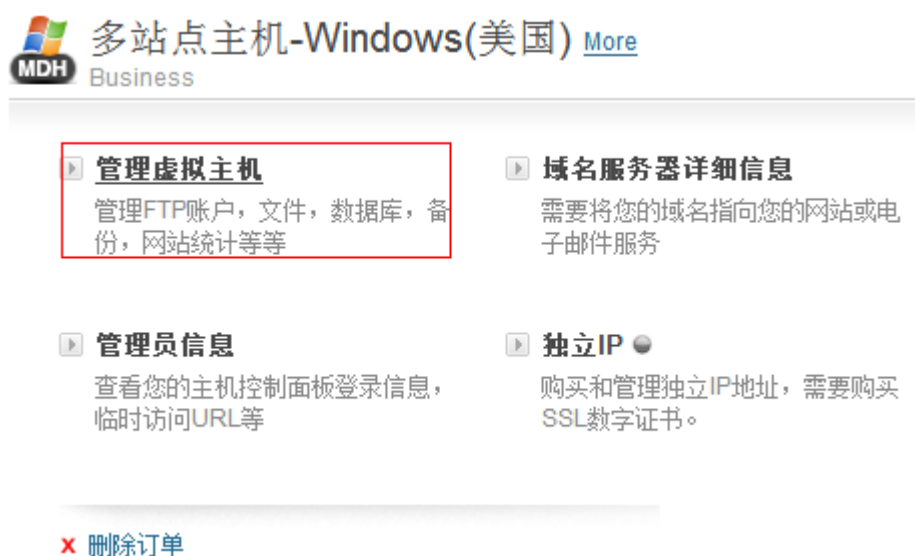 多站点主机-Windows(美国) More
MDH
Business
管理虚拟主机
管理FTP账户，文件，数据库，备
份，网站统计等等
域名服务器详细信息
需要将您的域名指向您的网站或电
子邮件服务
管理员信息
查看您的主机控制面板登录信息，
临时访问URL等
独立IP
购买和管理独立IP地址，需要购买
SSL数字证书。
x 删除订单